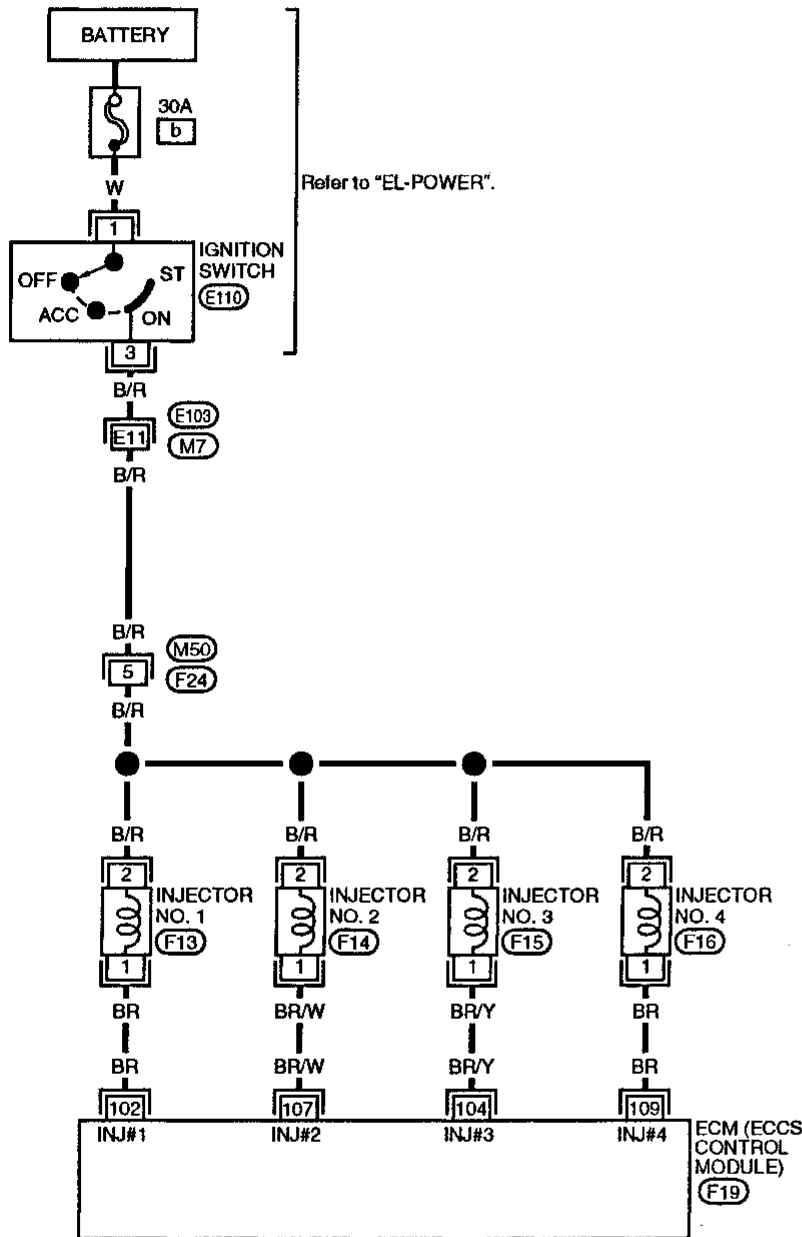 BATTERY
30A
b
W
Refer to "EL-POWER".
1
IGNITION
SWITCH
E110
OFF
ST
ACC
ON
3
B/R
E103
E11
M7
B/R
B/R
M50
5
F24
B/R
B/R B/R B/R B/R
2 2 2 2
INJECTOR
NO. 1
F13
INJECTOR
NO. 2
F14
INJECTOR
NO. 3
F15
INJECTOR
NO. 4
F16
1 1 1 1
BR BR/W BR/Y BR
BR BR/W BR/Y BR
102 107 104 109
INJ#1 INJ#2 INJ#3 INJ#4
ECM (ECCS
CONTROL
MODULE)
F19